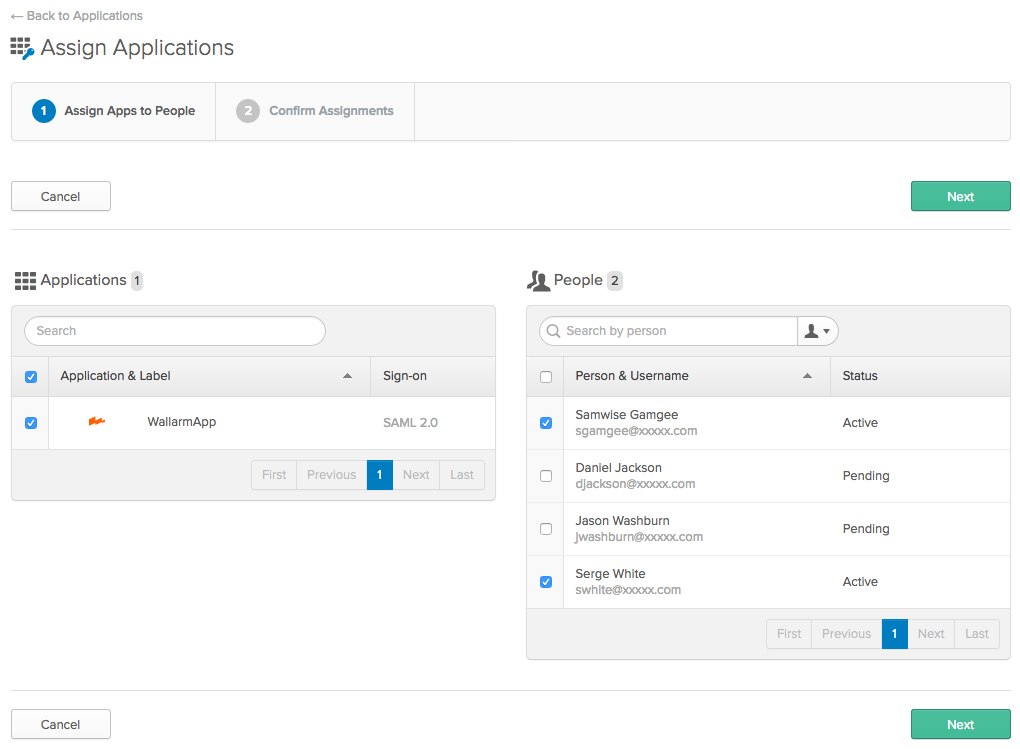 ← Back to Applications
Assign Applications
1 Assign Apps to People 2 Confirm Assignments
Cancel Next
Applications 1
Search
Application & Label Sign-on
WallarmApp SAML 2.0
First Previous 1 Next Last
People 2
Search by person
Person & Username Status
Samwise Gamgee
sgamgee@xxxxx.com
Active
Daniel Jackson
djackson@xxxxx.com
Pending
Jason Washburn
jwashburn@xxxxx.com
Pending
Serge White
swhite@xxxxx.com
Active
First Previous 1 Next Last
Cancel Next